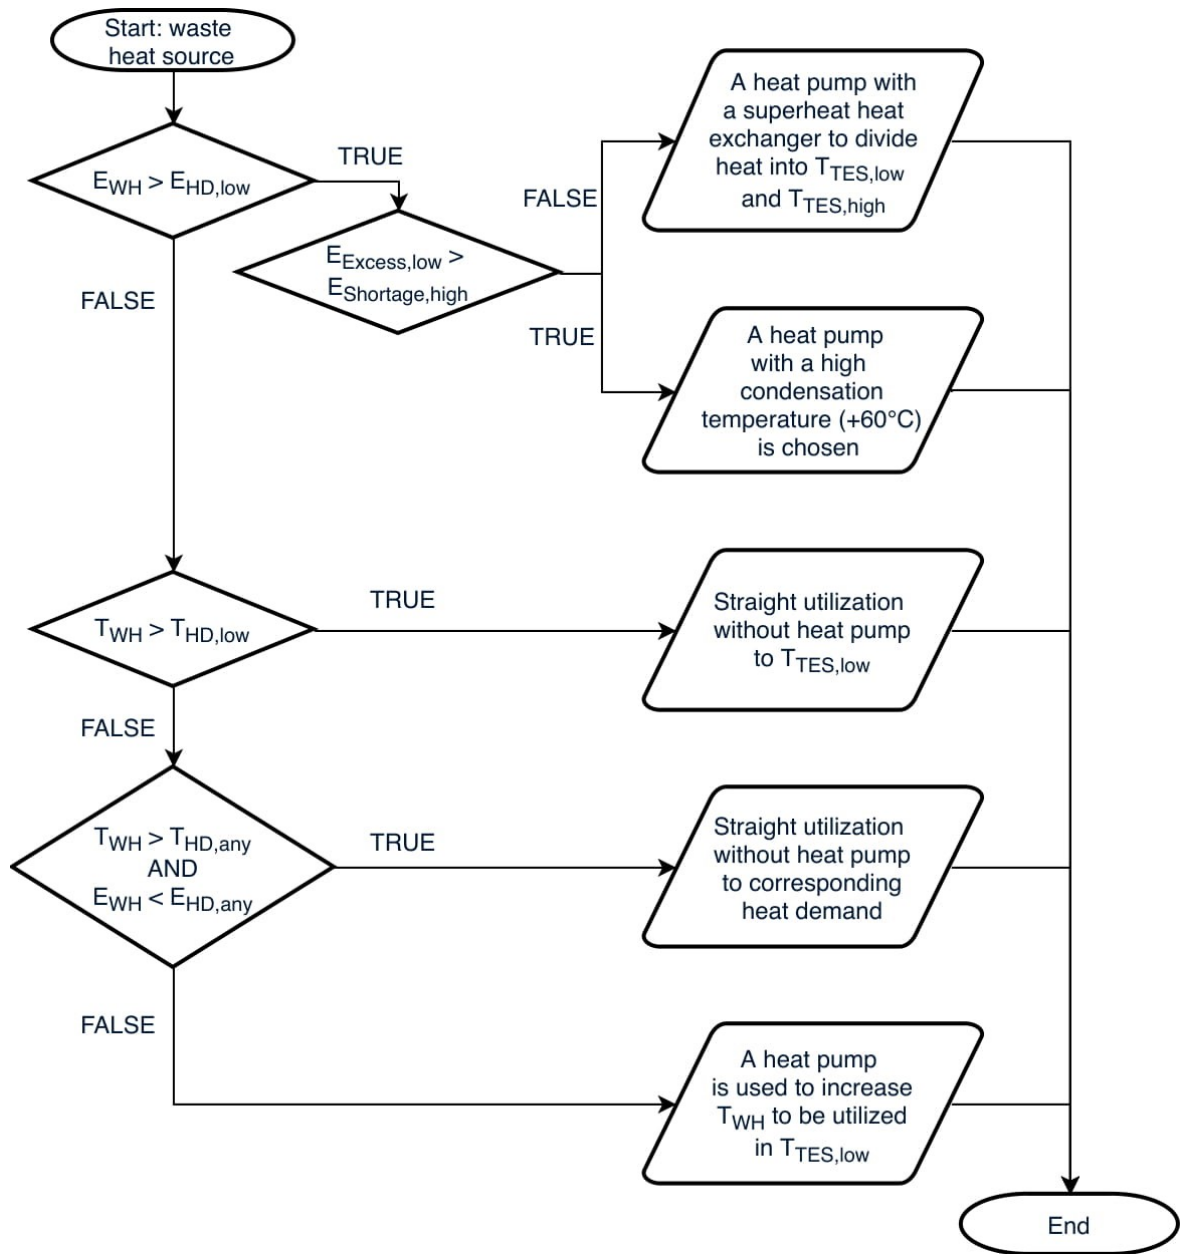 Start: waste
heat source
E_WH > E_HD,low
TRUE
FALSE
E_Excess,low >
E_Shortage,high
FALSE
TRUE
A heat pump with
a superheat heat
exchanger to divide
heat into T_TES,low
and T_TES,high
A heat pump
with a high
condensation
temperature (+60°C)
is chosen
T_WH > T_HD,low
TRUE
FALSE
Straight utilization
without heat pump
to T_TES,low
T_WH > T_HD,any
AND
E_WH < E_HD,any
TRUE
FALSE
Straight utilization
without heat pump
to corresponding
heat demand
A heat pump
is used to increase
T_WH to be utilized
in T_TES,low
End